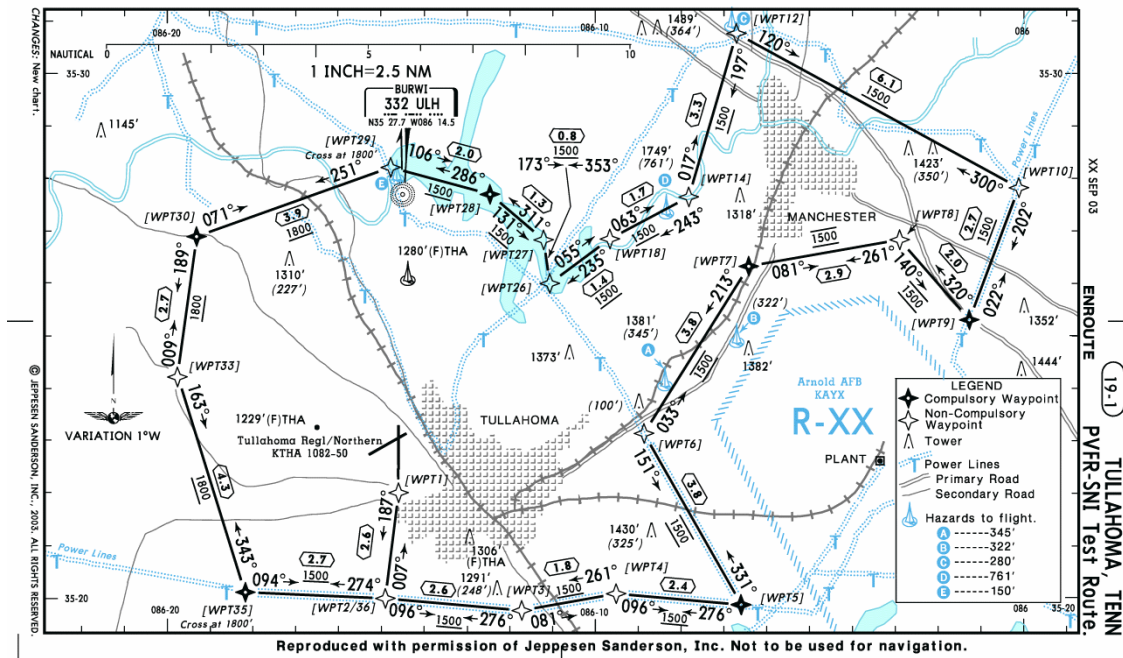 CHANGES: New chart.
© JEPPESEN SANDERSON, INC., 2003. ALL RIGHTS RESERVED.
XX SEP 03
ENROUTE
19-1
TULLAHOMA, TENN
PVFR-SNI Test Route.
086-20
086-10
086
NAUTICAL
5
10
35-30
35-30
1 INCH=2.5 NM
BURWI
332 ULH
N35 27.7 W086 14.5
1489'
(364')
[WPT12]
120°
197°
6.1
1500
3.3
1500
017°
1145'
[WPT29]
Cross at 1800'
251°
106°
2.0
286°
1500
[WPT28]
0.8
1500
173°
353°
1749'
(761')
D
C
E
1.3
311°
131°
1500
[WPT27]
1.7
063°
1500
243°
[WPT14]
1318'
1423'
(350')
300°
[WPT10]
Power Lines
MANCHESTER
[WPT30]
071°
3.9
1800
189°
1310'
(227')
1280' (F)THA
[WPT26]
055°
235°
1.4
1500
[WPT18]
[WPT7]
1500
081°
2.9
261°
[WPT8]
140°
2.0
1500
320°
[WPT9]
2.7
1500
202°
022°
2.7
1800
009°
[WPT33]
163°
213°
3.8
1500
033°
(322')
B
1382'
1381'
(345')
A
1373'
(100')
1352'
1444'
VARIATION 1°W
N
1229' (F)THA
Tullahoma Regl/Northern
KTHA 1082-50
TULLAHOMA
[WPT6]
151°
3.8
1500
331°
Arnold AFB
KAYX
R-XX
PLANT
LEGEND
Compulsory Waypoint
Non-Compulsory
Waypoint
Tower
Power Lines
Primary Road
Secondary Road
Hazards to flight.
A ------345'
B ------322'
C ------280'
D ------761'
E ------150'
4.3
1800
343°
[WPT1]
187°
2.6
007°
1306'
(F)THA
1291'
(248')
1430'
(325')
Power Lines
35-20
[WPT35]
Cross at 1800'
086-20
094°
2.7
1500
274°
[WPT2/36]
096°
2.6
1500
276°
[WPT3]
081°
1.8
1500
261°
086-10
[WPT4]
096°
2.4
1500
276°
[WPT5]
086
35-20
Reproduced with permission of Jeppesen Sanderson, Inc. Not to be used for navigation.